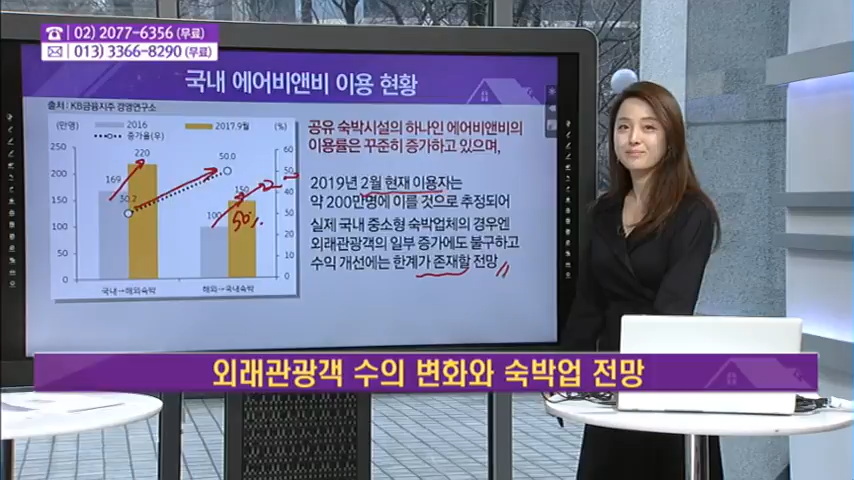 02) 2077-6356 (무료)
013) 3366-8290 (무료)
국내 에어비앤비 이용 현황
출처 : KB금융지주 경영연구소
(만명) 2016 2017.9월 (%)
증가율(우)
250 220 60
200 169 50.0 50
150 30.2 150 40
100 100 50% 30
50 20
10
0 0
국내→해외숙박 해외→국내숙박
공유 숙박시설의 하나인 에어비앤비의
이용률은 꾸준히 증가하고 있으며,
2019년 2월 현재 이용자는
약 200만명에 이를 것으로 추정되어
실제 국내 중소형 숙박업체의 경우엔
외래관광객의 일부 증가에도 불구하고
수익 개선에는 한계가 존재할 전망
외래관광객 수의 변화와 숙박업 전망